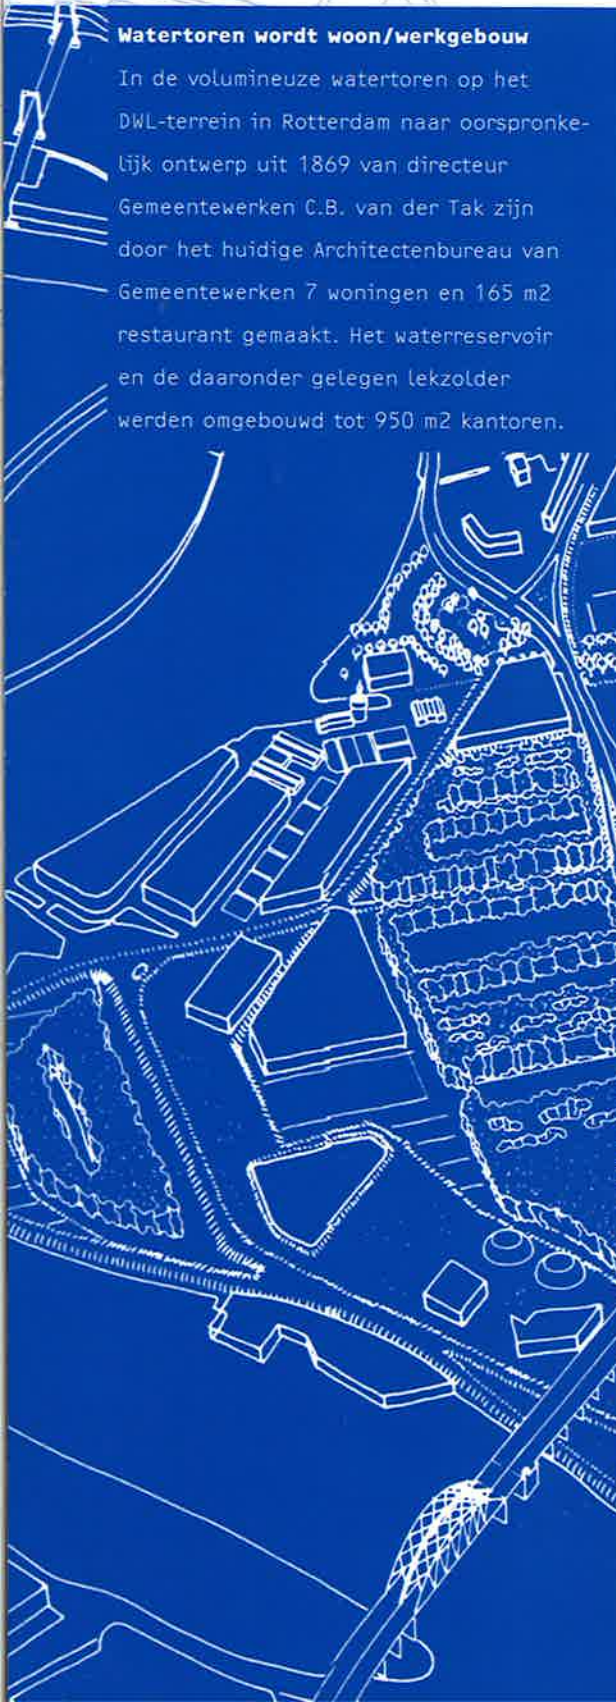 Watertoren wordt woon/werkgebouw
In de volumineuze watertoren op het
DWL-terrein in Rotterdam naar oorspronke-
lijk ontwerp uit 1869 van directeur
Gemeentewerken C.B. van der Tak zijn
door het huidige Architectenbureau van
Gemeentewerken 7 woningen en 165 m2
restaurant gemaakt. Het waterreservoir
en de daaronder gelegen lekzolder
werden omgebouwd tot 950 m2 kantoren.